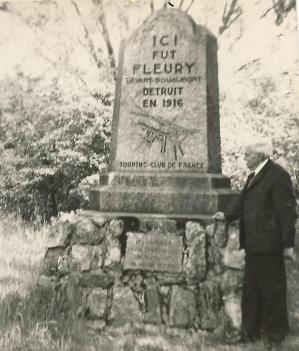 ICI
FUT
FLEURY
DEVANT-DOUAUMONT
DETRUIT
EN 1916
TOURING-CLUB DE FRANCE